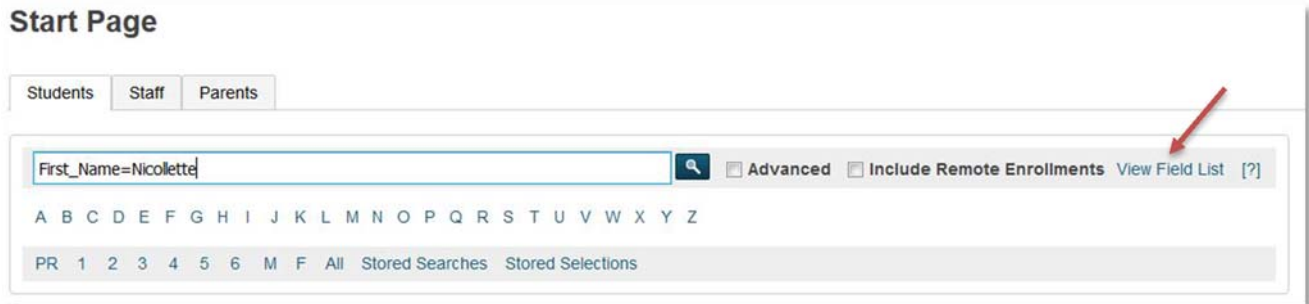 Start Page
Students Staff Parents
First_Name=Nicollette Advanced Include Remote Enrollments View Field List [?]
A B C D E F G H I J K L M N O P Q R S T U V W X Y Z
PR 1 2 3 4 5 6 M F All Stored Searches Stored Selections